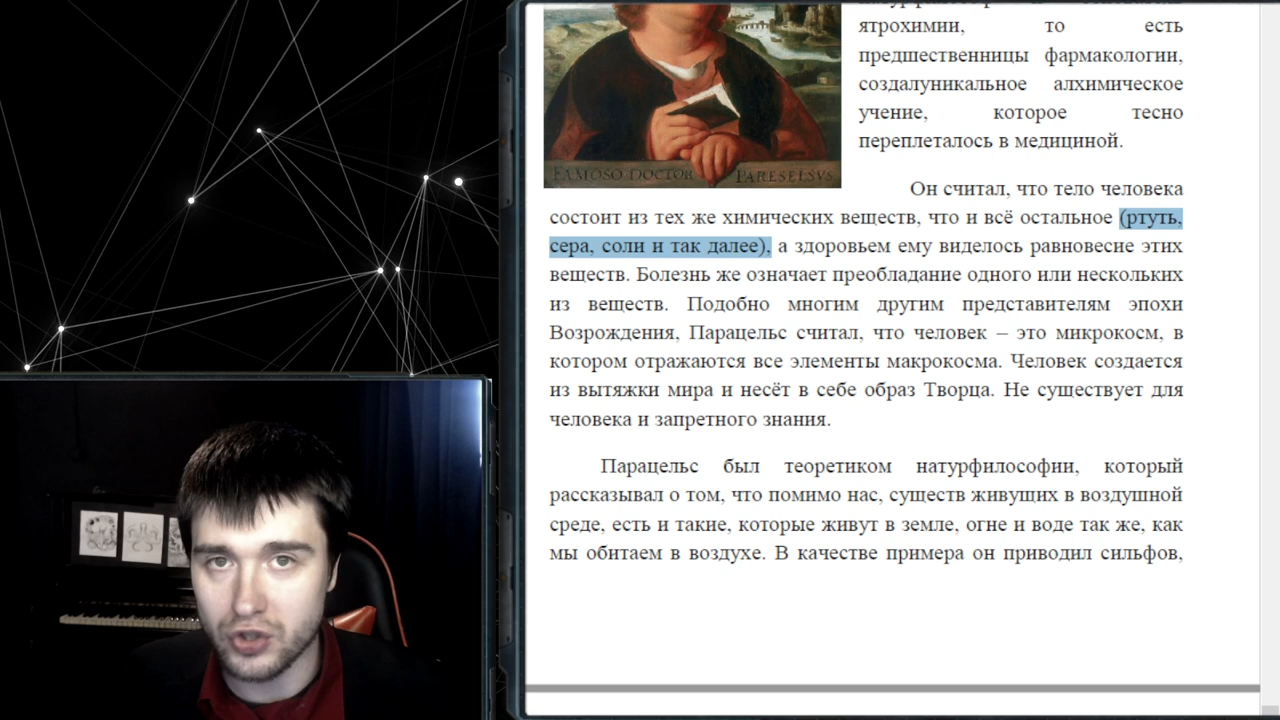 ятрохимии, то есть
предшественницы фармакологии,
создалуникальное алхимическое
учение, которое тесно
переплеталось в медициной.
FAMOSO DOCTOR PARESELSVS
Он считал, что тело человека
состоит из тех же химических веществ, что и всё остальное (ртуть,
сера, соли и так далее), а здоровьем ему виделось равновесие этих
веществ. Болезнь же означает преобладание одного или нескольких
из веществ. Подобно многим другим представителям эпохи
Возрождения, Парацельс считал, что человек – это микрокосм, в
котором отражаются все элементы макрокосма. Человек создается
из вытяжки мира и несёт в себе образ Творца. Не существует для
человека и запретного знания.
Парацельс был теоретиком натурфилософии, который
рассказывал о том, что помимо нас, существ живущих в воздушной
среде, есть и такие, которые живут в земле, огне и воде так же, как
мы обитаем в воздухе. В качестве примера он приводил сильфов,